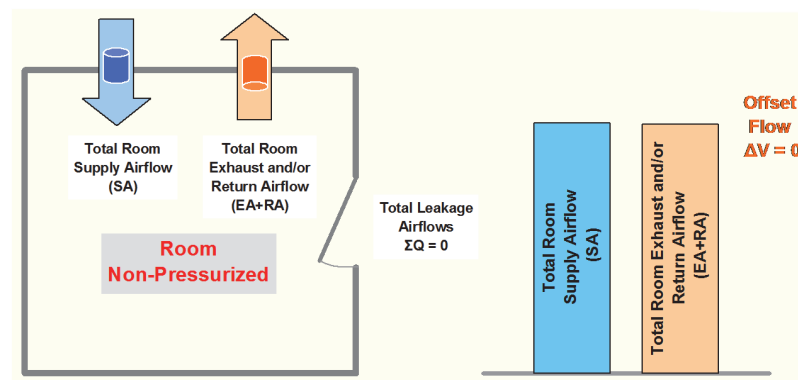 Total Room
Supply Airflow
(SA)
Total Room
Exhaust and/or
Return Airflow
(EA+RA)
Room
Non-Pressurized
Total Leakage
Airflows
ΣQ = 0
Total Room
Supply Airflow
(SA)
Total Room Exhaust and/or
Return Airflow
(EA+RA)
Offset
Flow
ΔV = 0